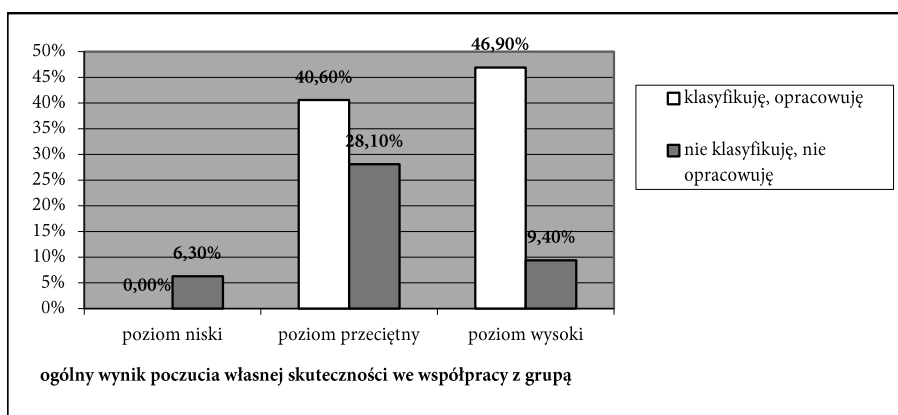 50%
45%
40%
35%
30%
25%
20%
15%
10%
5%
0%
0,00%
6,30%
40,60%
28,10%
46,90%
9,40%
poziom niski
poziom przeciętny
poziom wysoki
ogólny wynik poczucia własnej skuteczności we współpracy z grupą
klasyfikuję, opracowuję
nie klasyfikuję, nie
opracowuję